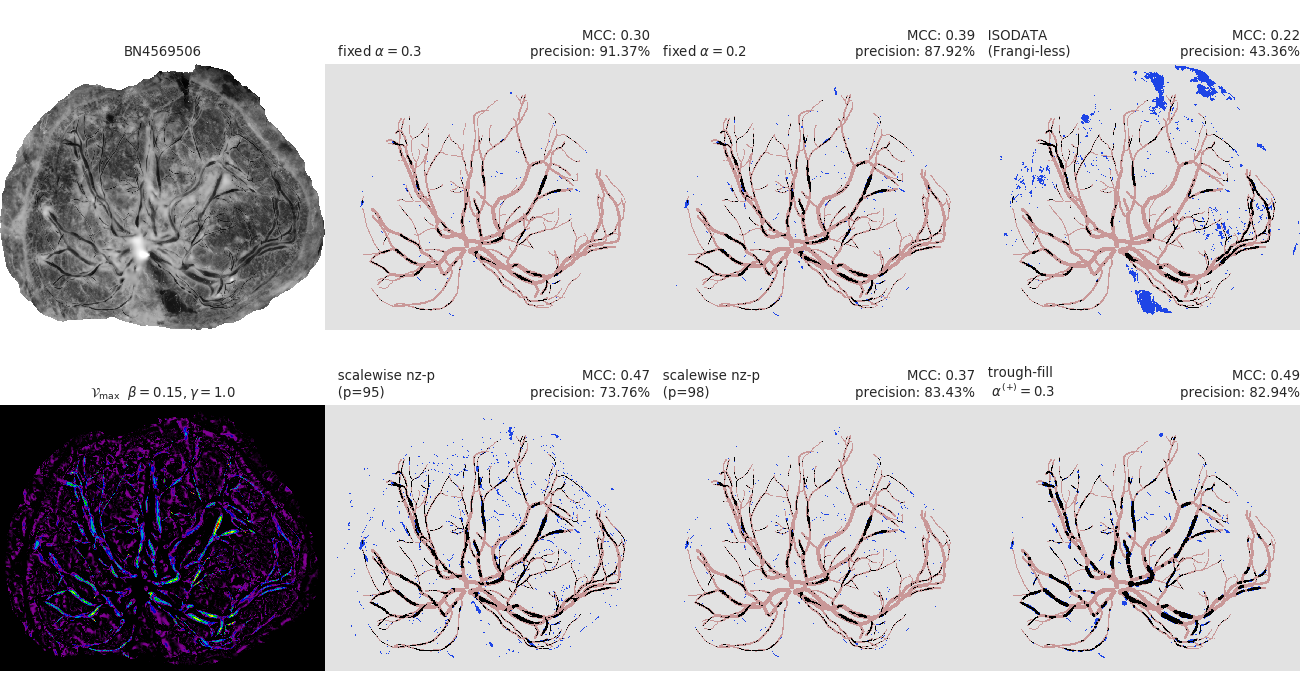 BN4569506
fixed α = 0.3
MCC: 0.30
precision: 91.37%
fixed α = 0.2
MCC: 0.39
precision: 87.92%
ISODATA
(Frangi-less)
MCC: 0.22
precision: 43.36%
𝒱max β = 0.15, γ = 1.0
scalewise nz-p
(p=95)
MCC: 0.47
precision: 73.76%
scalewise nz-p
(p=98)
MCC: 0.37
precision: 83.43%
trough-fill
α(+) = 0.3
MCC: 0.49
precision: 82.94%